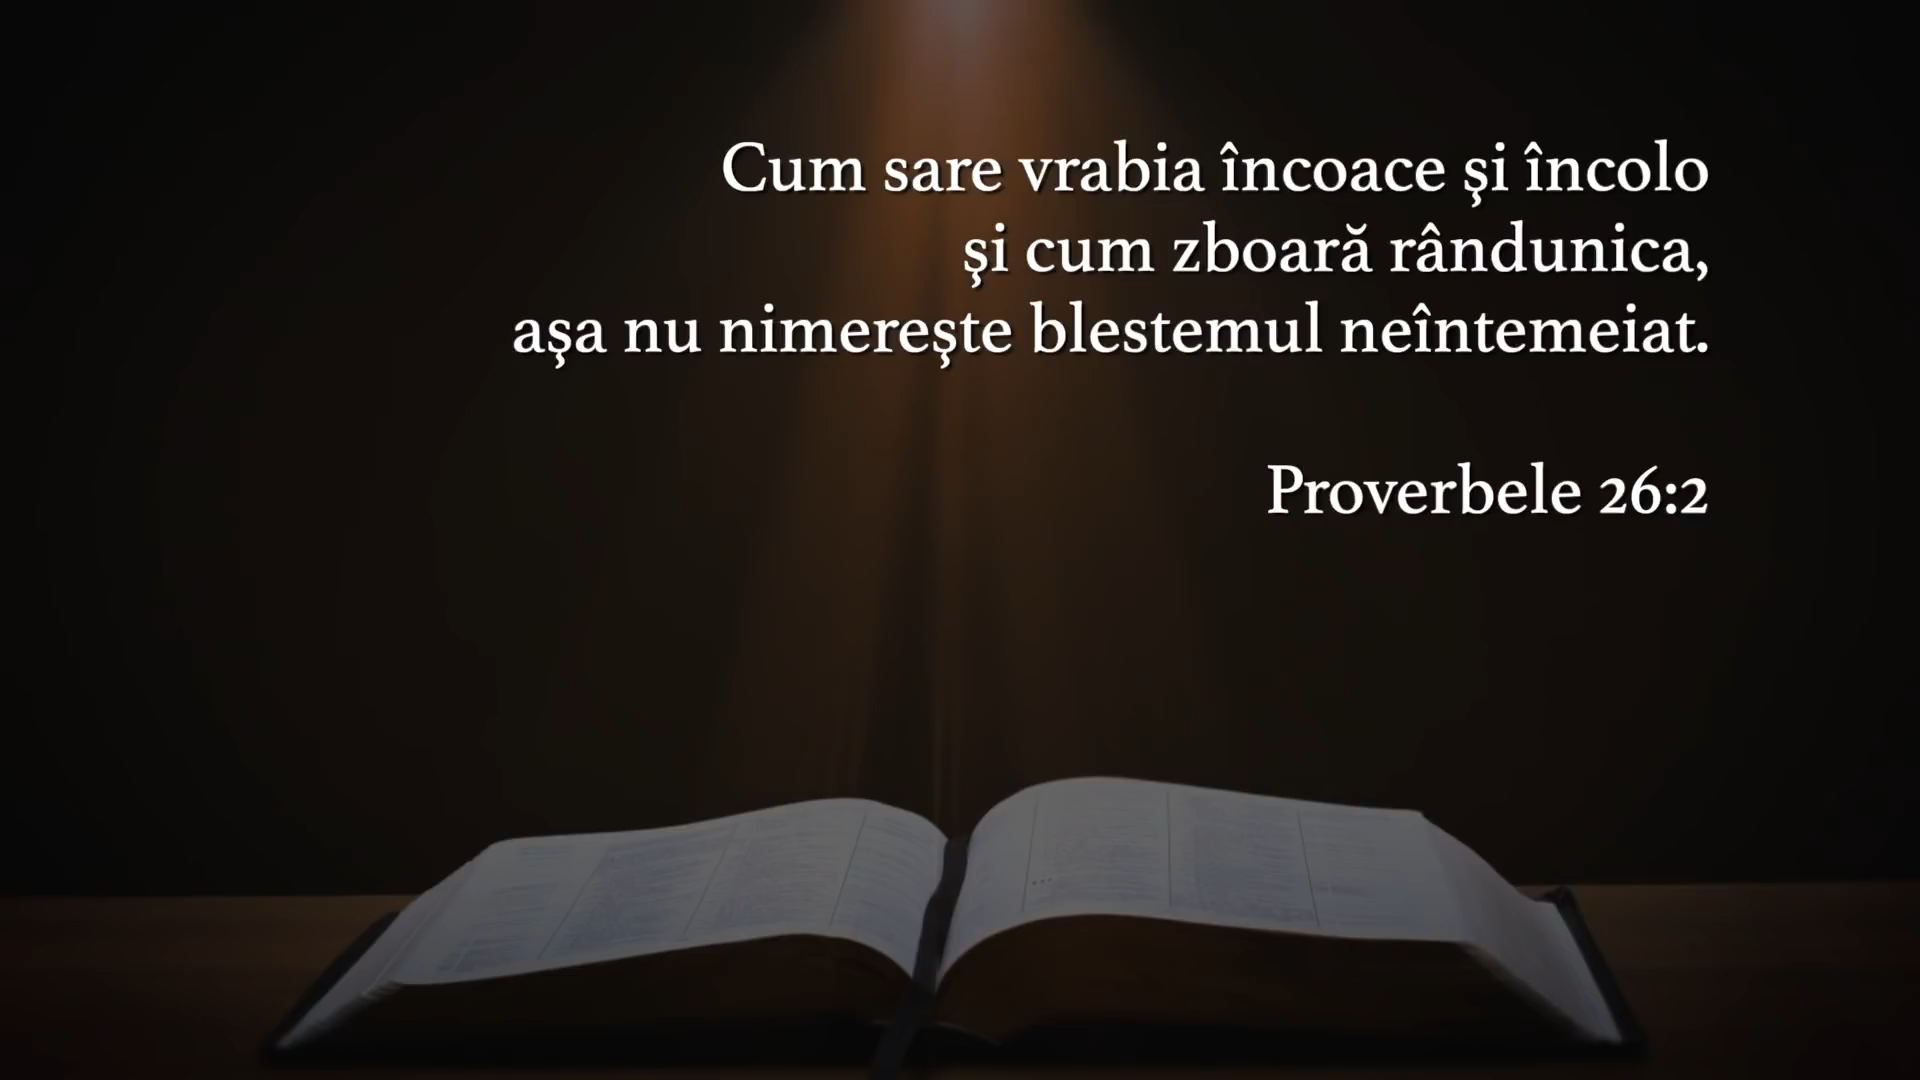 Cum sare vrabia încoace şi încolo
şi cum zboară rândunica,
aşa nu nimereşte blestemul neîntemeiat.
Proverbele 26:2